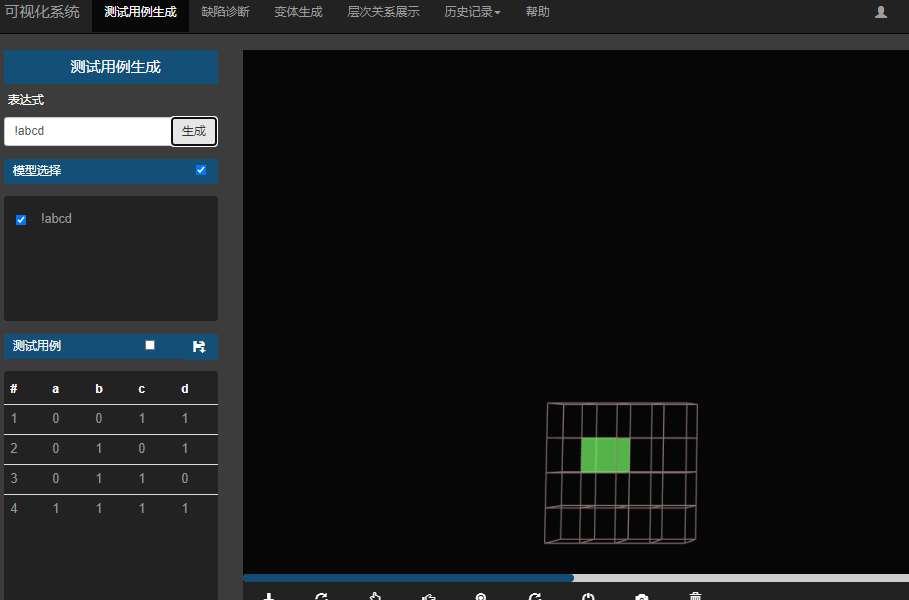 可视化系统 测试用例生成 缺陷诊断 变体生成 层次关系展示 历史记录 帮助
测试用例生成
表达式
!abcd 生成
模型选择
!abcd
测试用例
# a b c d
1 0 0 1 1
2 0 1 0 1
3 0 1 1 0
4 1 1 1 1